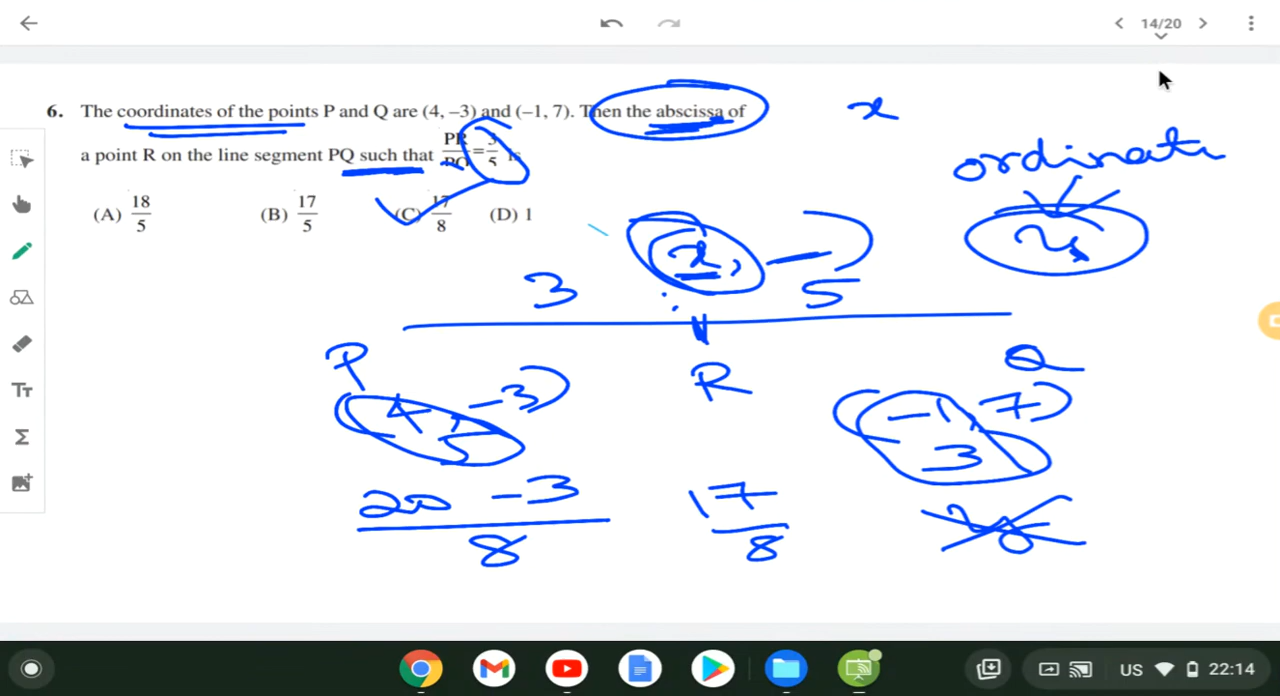 14/20
6. The coordinates of the points P and Q are (4, –3) and (–1, 7). Then the abscissa of
x
a point R on the line segment PQ such that PR/PQ = 3/5 is
ordinate
(A) 18/5 (B) 17/5 (C) 17/8 (D) 1
y
(x, —)
3 : 5
P R Q
(4, -3) (-1, 7)
5 3
20 -3 / 8 17/8
Tт
Σ
US 22:14